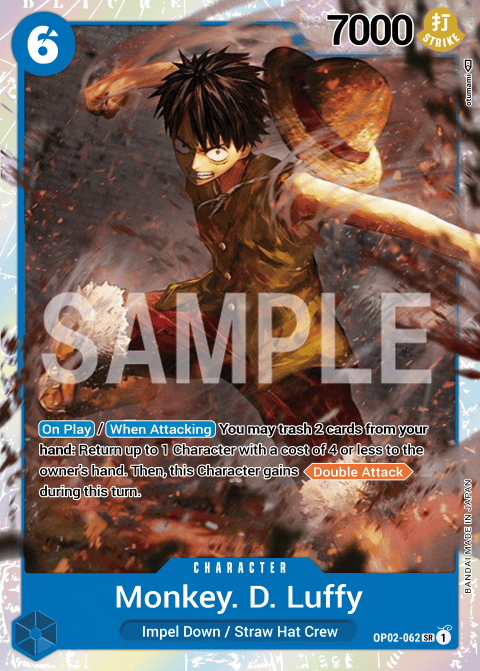 6
7000
打
STRIKE
otumami
SAMPLE
On Play / When Attacking You may trash 2 cards from your
hand: Return up to 1 Character with a cost of 4 or less to the
owner's hand. Then, this Character gains Double Attack
during this turn.
BANDAI MADE IN JAPAN
CHARACTER
Monkey. D. Luffy
Impel Down / Straw Hat Crew
OP02-062 SR 1